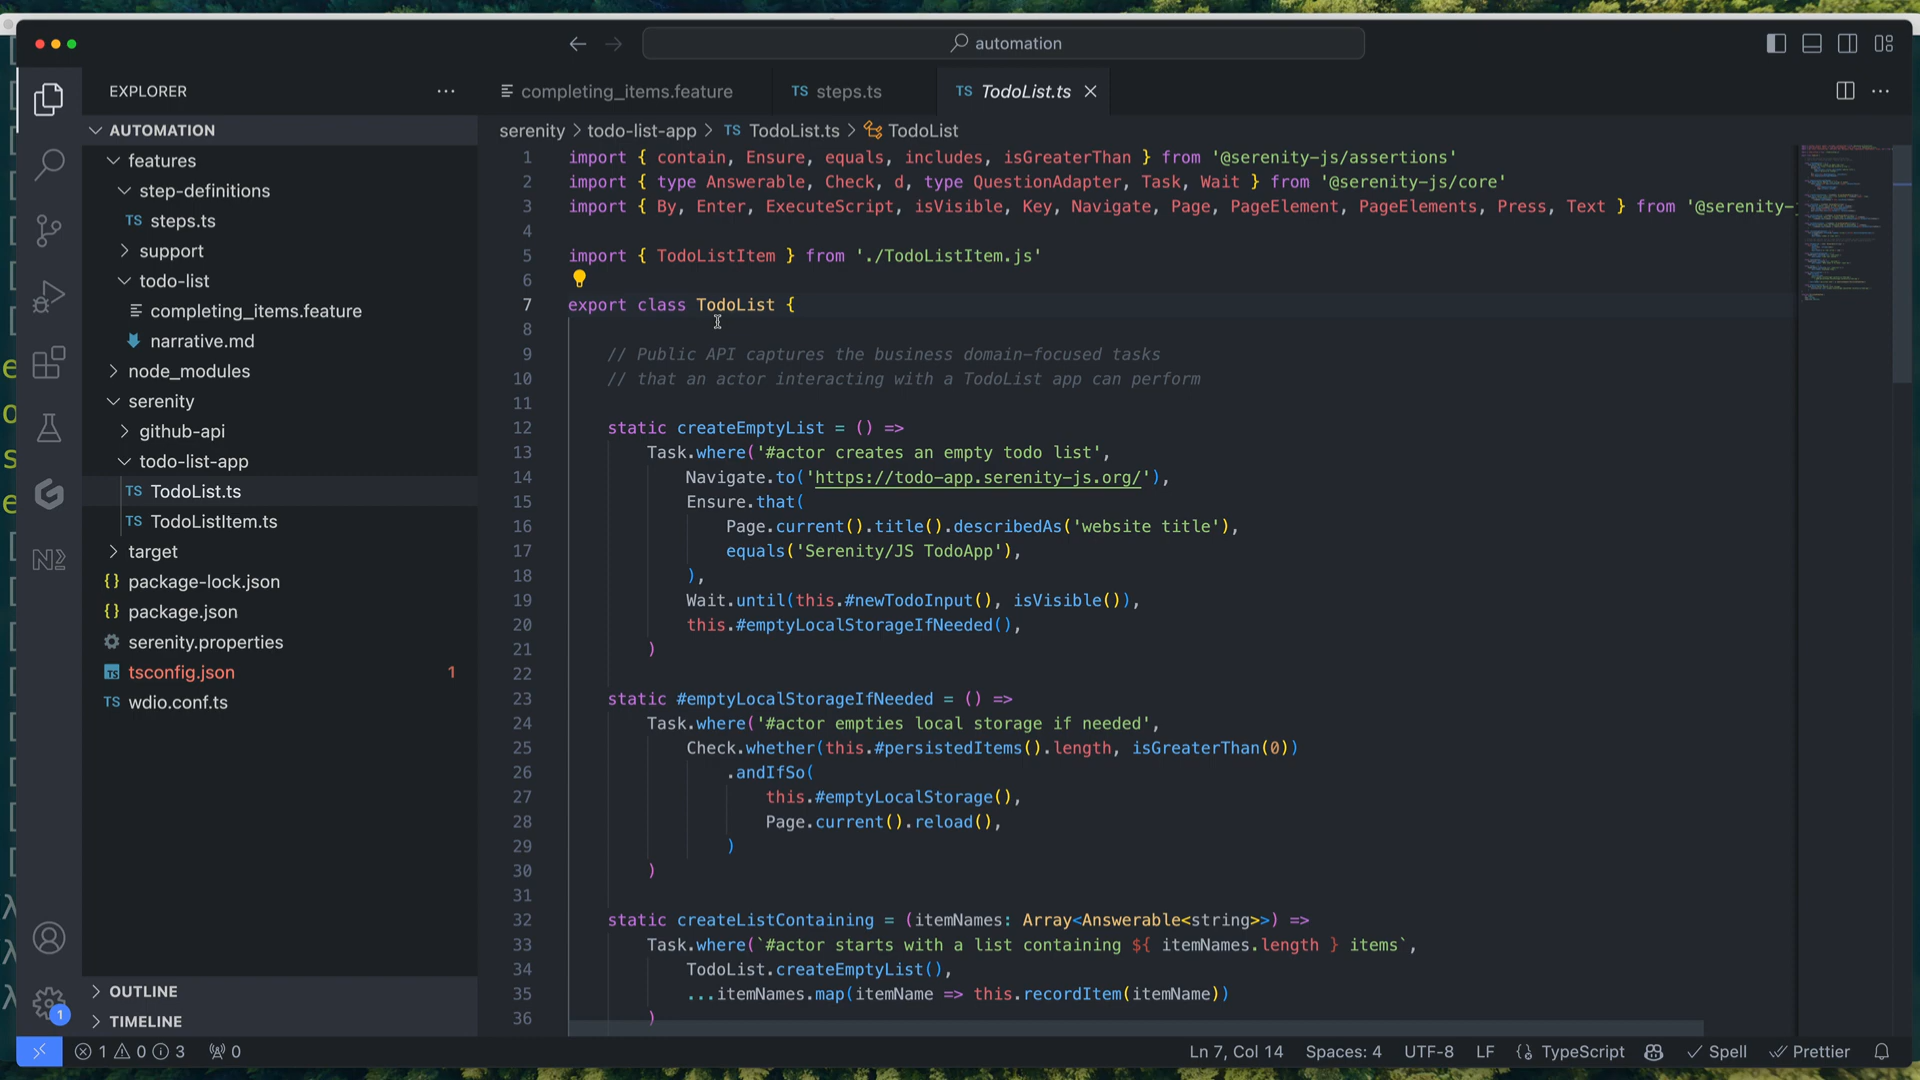 automation
EXPLORER
AUTOMATION
features
step-definitions
TS steps.ts
support
todo-list
completing_items.feature
narrative.md
node_modules
serenity
github-api
todo-list-app
TS TodoList.ts
TS TodoListItem.ts
target
{} package-lock.json
{} package.json
serenity.properties
TS tsconfig.json 1
TS wdio.conf.ts
OUTLINE
TIMELINE
1
completing_items.feature
TS steps.ts
TS TodoList.ts
serenity > todo-list-app > TS TodoList.ts > TodoList
1 import { contain, Ensure, equals, includes, isGreaterThan } from '@serenity-js/assertions'
2 import { type Answerable, Check, d, type QuestionAdapter, Task, Wait } from '@serenity-js/core'
3 import { By, Enter, ExecuteScript, isVisible, Key, Navigate, Page, PageElement, PageElements, Press, Text } from '@serenity-
4
5 import { TodoListItem } from './TodoListItem.js'
6
7 export class TodoList {
8
9 // Public API captures the business domain-focused tasks
10 // that an actor interacting with a TodoList app can perform
11
12 static createEmptyList = () =>
13 Task.where('#actor creates an empty todo list',
14 Navigate.to('https://todo-app.serenity-js.org/'),
15 Ensure.that(
16 Page.current().title().describedAs('website title'),
17 equals('Serenity/JS TodoApp'),
18 ),
19 Wait.until(this.#newTodoInput(), isVisible()),
20 this.#emptyLocalStorageIfNeeded(),
21 )
22
23 static #emptyLocalStorageIfNeeded = () =>
24 Task.where('#actor empties local storage if needed',
25 Check.whether(this.#persistedItems().length, isGreaterThan(0))
26 .andIfSo(
27 this.#emptyLocalStorage(),
28 Page.current().reload(),
29 )
30 )
31
32 static createListContaining = (itemNames: Array<Answerable<string>>) =>
33 Task.where(`#actor starts with a list containing ${ itemNames.length } items`,
34 TodoList.createEmptyList(),
35 ...itemNames.map(itemName => this.recordItem(itemName))
36 )
1 0 3 0
Ln 7, Col 14 Spaces: 4 UTF-8 LF {} TypeScript Spell Prettier